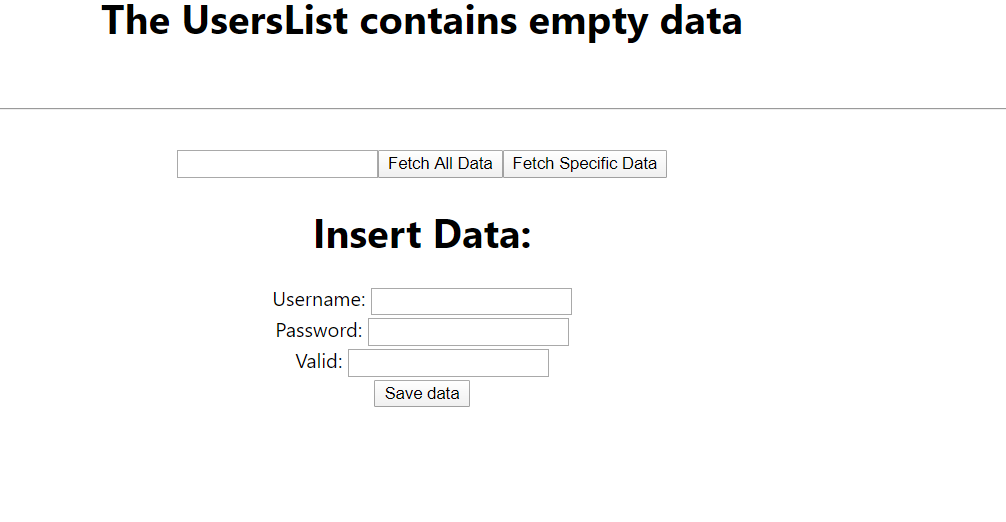 The UsersList contains empty data
Fetch All Data Fetch Specific Data
Insert Data:
Username:
Password:
Valid:
Save data